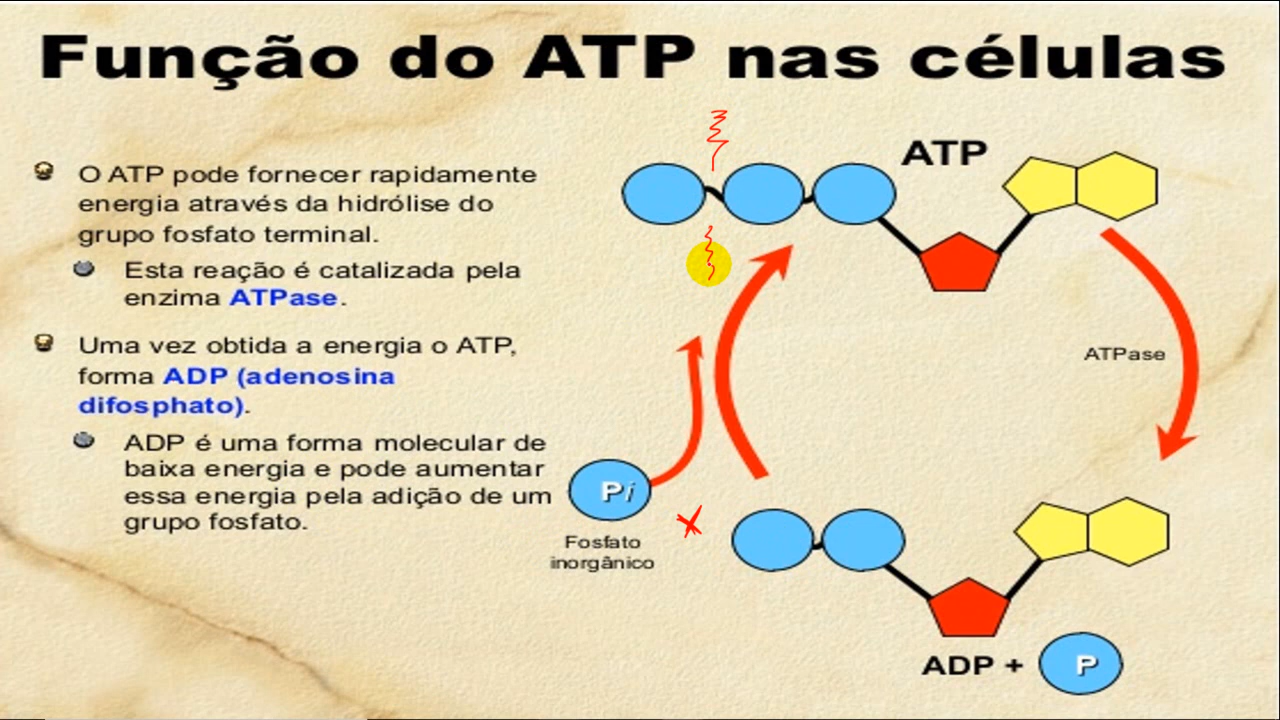 Função do ATP nas células
O ATP pode fornecer rapidamente
energia através da hidrólise do
grupo fosfato terminal.
Esta reação é catalizada pela
enzima ATPase.
Uma vez obtida a energia o ATP,
forma ADP (adenosina
difosphato).
ADP é uma forma molecular de
baixa energia e pode aumentar
essa energia pela adição de um
grupo fosfato.
ATP
ATPase
Pi
Fosfato
inorgânico
ADP + P